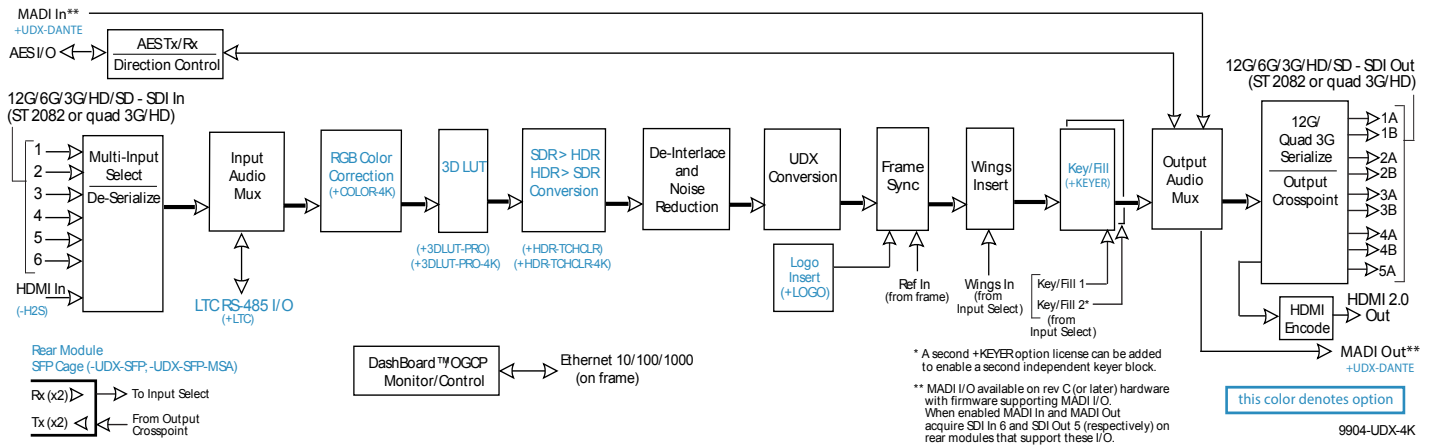 MADI In**
+UDX-DANTE
AES I/O
AES Tx/Rx
Direction Control
12G/6G/3G/HD/SD - SDI In
(ST 2082 or quad 3G/HD)
1
2
3
4
5
6
HDMI In
(-H2S)
Multi-Input
Select
De-Serialize
Input
Audio
Mux
LTC RS-485 I/O
(+LTC)
RGB Color
Correction
(+COLOR-4K)
3D LUT
(+3DLUT-PRO)
(+3DLUT-PRO-4K)
SDR > HDR
HDR > SDR
Conversion
(+HDR-TCHCLR)
(+HDR-TCHCLR-4K)
De-Interlace
and
Noise
Reduction
UDX
Conversion
Logo
Insert
(+LOGO)
Frame
Sync
Ref In
(from frame)
Wings
Insert
Wings In
(from
Input Select)
Key/Fill
(+KEYER)
Key/Fill 1
Key/Fill 2*
(from
Input Select)
Output
Audio
Mux
12G/6G/3G/HD/SD - SDI Out
(ST 2082 or quad 3G/HD)
12G/
Quad 3G
Serialize
Output
Crosspoint
1A
1B
2A
2B
3A
3B
4A
4B
5A
HDMI
Encode
HDMI 2.0
Out
MADI Out**
+UDX-DANTE
Rear Module
SFP Cage (-UDX-SFP; -UDX-SFP-MSA)
Rx (x2)
To Input Select
Tx (x2)
From Output
Crosspoint
DashBoard™/OGCP
Monitor/Control
Ethernet 10/100/1000
(on frame)
* A second +KEYER option license can be added
to enable a second independent keyer block.
** MADI I/O available on rev C (or later) hardware
with firmware supporting MADI I/O.
When enabled MADI In and MADI Out
acquire SDI In 6 and SDI Out 5 (respectively) on
rear modules that support these I/O.
this color denotes option
9904-UDX-4K